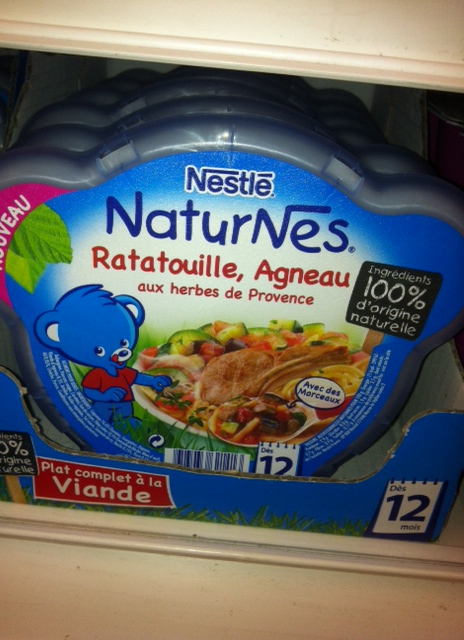 NOUVEAU
Nestlé
NaturNes
Ratatouille, Agneau
aux herbes de Provence
Ingrédients
100%
d'origine
naturelle
Avec des
Morceaux
Dès
12
Plat complet à la
Viande
Dès
12
mois